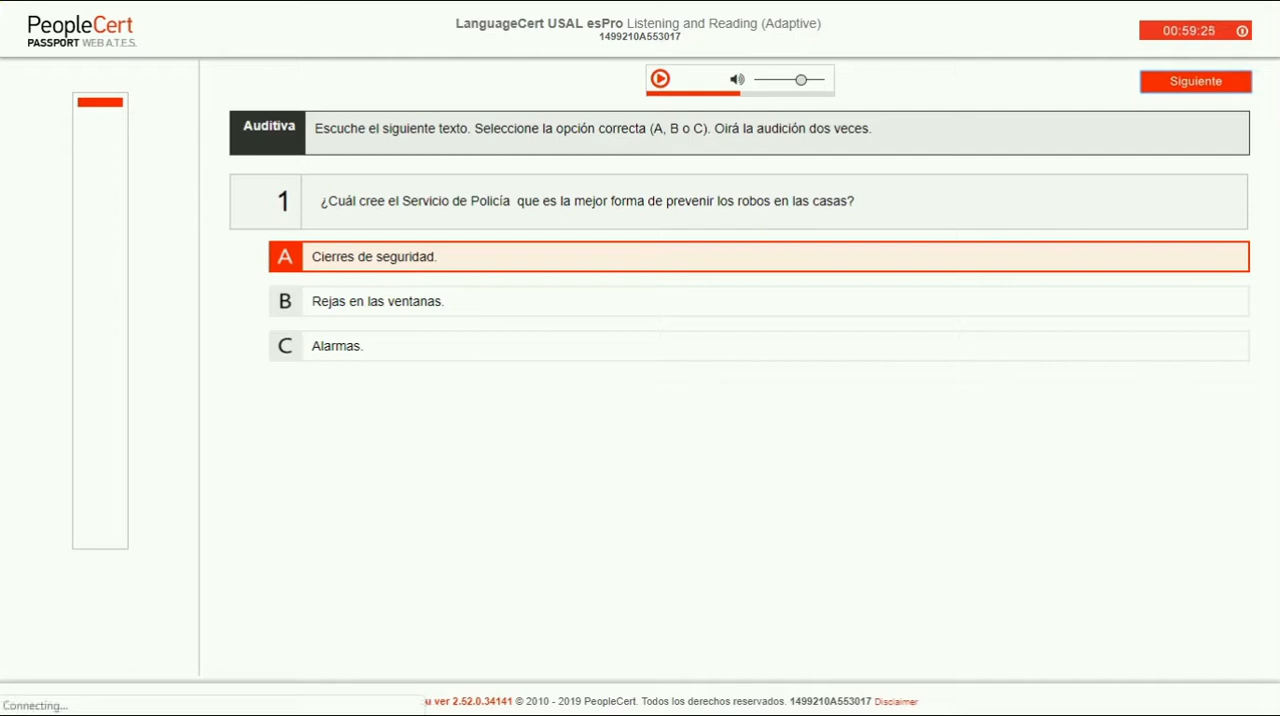 PeopleCert
PASSPORT WEB A.T.E.S.
LanguageCert USAL esPro Listening and Reading (Adaptive)
1499210A553017
00:59:25
Siguiente
Auditiva
Escuche el siguiente texto. Seleccione la opción correcta (A, B o C). Oirá la audición dos veces.
1
¿Cuál cree el Servicio de Policía que es la mejor forma de prevenir los robos en las casas?
A Cierres de seguridad.
B Rejas en las ventanas.
C Alarmas.
Connecting...
ver 2.52.0.34141 © 2010 - 2019 PeopleCert. Todos los derechos reservados. 1499210A553017 Disclaimer